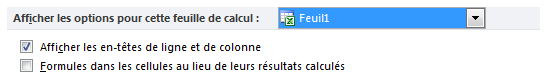 Afficher les options pour cette feuille de calcul : Feuil1
Afficher les en-têtes de ligne et de colonne
Formules dans les cellules au lieu de leurs résultats calculés